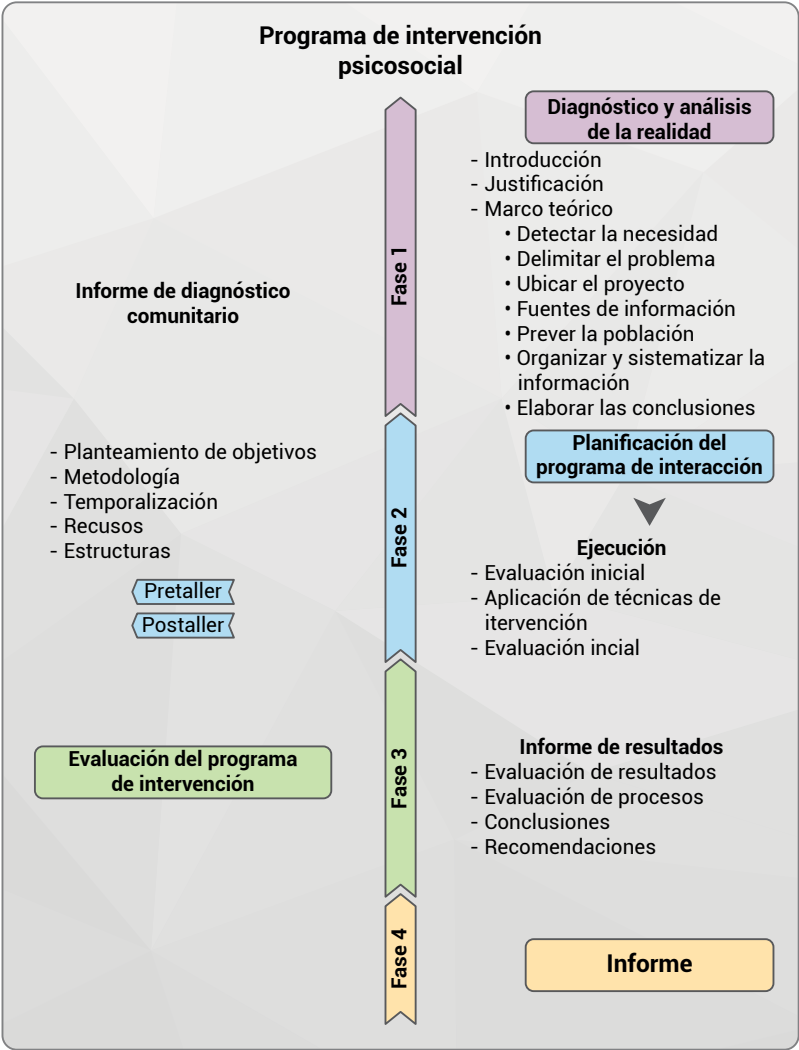 Programa de intervención
psicosocial
Diagnóstico y análisis
de la realidad
- Introducción
- Justificación
- Marco teórico
• Detectar la necesidad
• Delimitar el problema
• Ubicar el proyecto
• Fuentes de información
• Prever la población
• Organizar y sistematizar la
información
• Elaborar las conclusiones
Fase 1
Informe de diagnóstico
comunitario
- Planteamiento de objetivos
- Metodología
- Temporalización
- Recusos
- Estructuras
Pretaller
Postaller
Fase 2
Planificación del
programa de interacción
Ejecución
- Evaluación inicial
- Aplicación de técnicas de
itervención
- Evaluación incial
Evaluación del programa
de intervención
Fase 3
Informe de resultados
- Evaluación de resultados
- Evaluación de procesos
- Conclusiones
- Recomendaciones
Fase 4
Informe